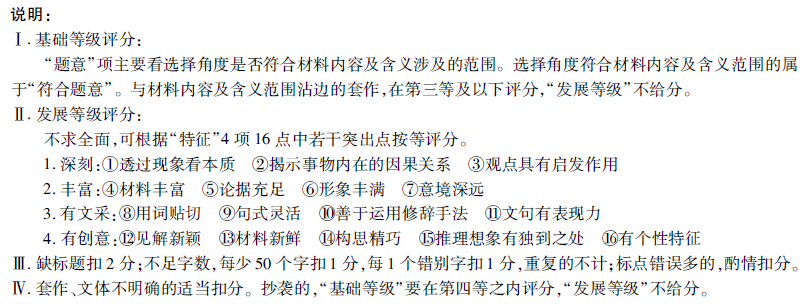 说明：
Ⅰ. 基础等级评分：
“题意”项主要看选择角度是否符合材料内容及含义涉及的范围。选择角度符合材料内容及含义范围的属
于“符合题意”。与材料内容及含义范围沾边的套作，在第三等及以下评分，“发展等级”不给分。
Ⅱ. 发展等级评分：
不求全面，可根据“特征”4 项 16 点中若干突出点按等评分。
1. 深刻：①透过现象看本质　②揭示事物内在的因果关系　③观点具有启发作用
2. 丰富：④材料丰富　⑤论据充足　⑥形象丰满　⑦意境深远
3. 有文采：⑧用词贴切　⑨句式灵活　⑩善于运用修辞手法　⑪文句有表现力
4. 有创意：⑫见解新颖　⑬材料新鲜　⑭构思精巧　⑮推理想象有独到之处　⑯有个性特征
Ⅲ. 缺标题扣 2 分；不足字数，每少 50 个字扣 1 分，每 1 个错别字扣 1 分，重复的不计；标点错误多的，酌情扣分。
Ⅳ. 套作、文体不明确的适当扣分。抄袭的，“基础等级”要在第四等之内评分，“发展等级”不给分。